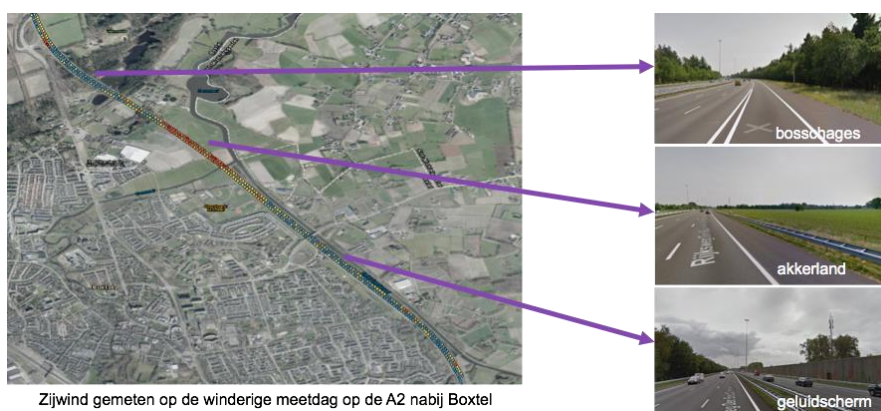 bosschages
akkerland
geluidscherm
Zijwind gemeten op de winderige meetdag op de A2 nabij Boxtel